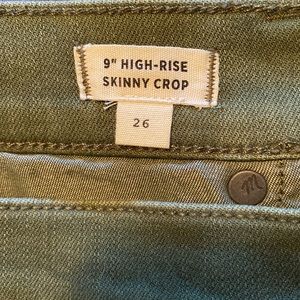 9" HIGH-RISE
SKINNY CROP
26
M